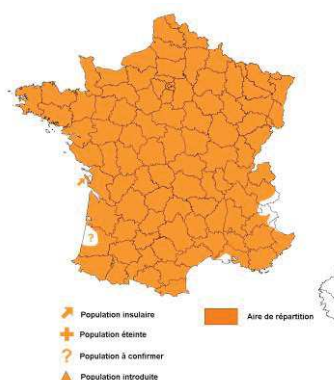 ?
Population insulaire
Aire de répartition
Population éteinte
? Population à confirmer
Population introduite